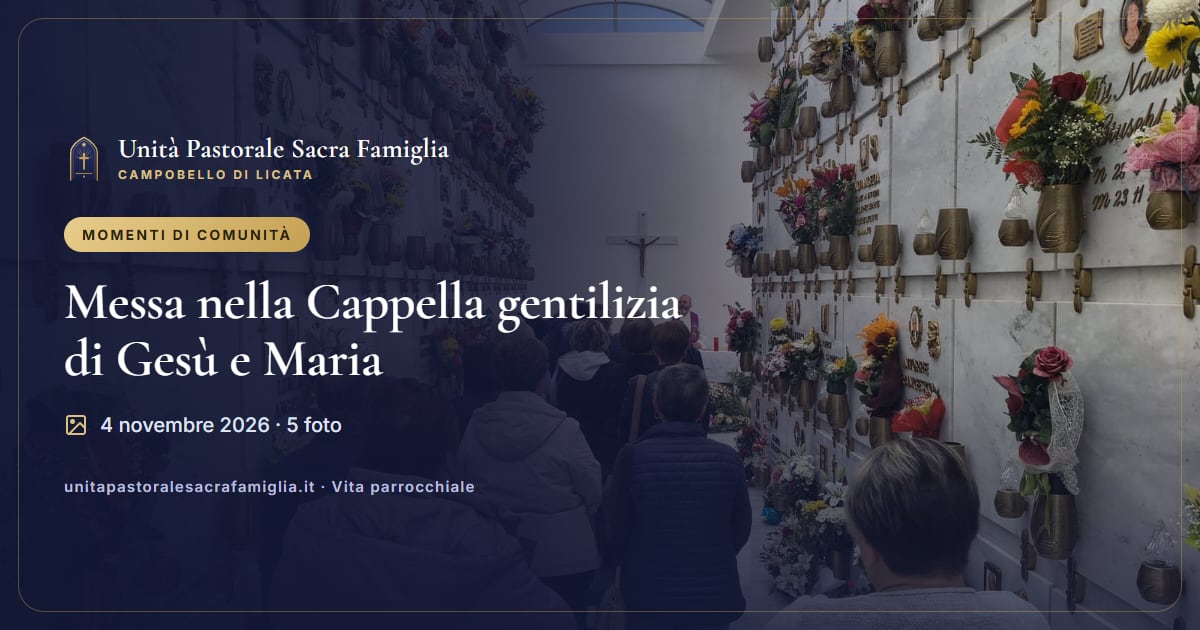 Unità Pastorale Sacra Famiglia
CAMPOBELLO DI LICATA
MOMENTI DI COMUNITÀ
Messa nella Cappella gentilizia
di Gesù e Maria
4 novembre 2026 · 5 foto
unitapastoralesacrafamiglia.it · Vita parrocchiale